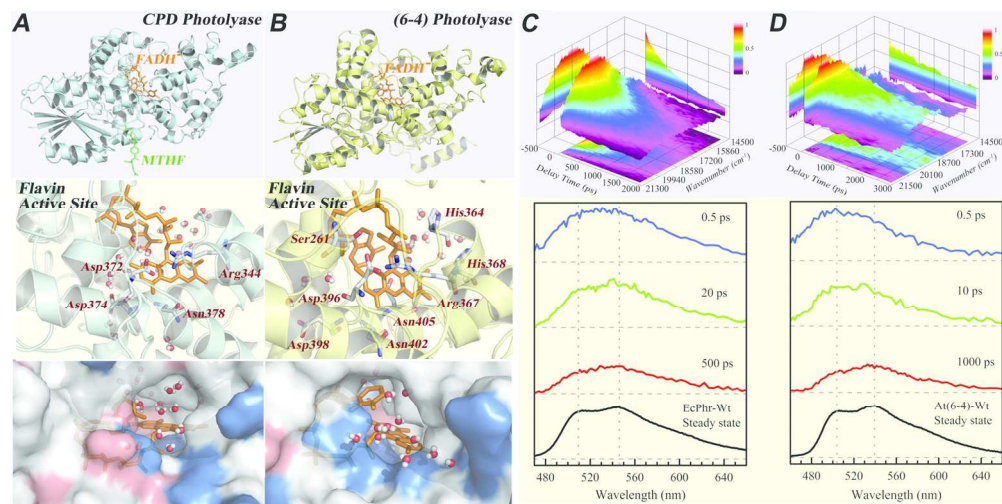 A CPD Photolyase
FADH⁻
MTHF
B (6-4) Photolyase
FADH⁻
Flavin
Active Site
Asp372
Asp374
Arg344
Asn378
Flavin
Active Site
Ser261
His364
His368
Asp396
Arg367
Asn405
Asp398
Asn402
C
1
0.5
0
-500
0
500
1000
1500
2000
Delay Time (ps)
21300
19940
18580
17200
15860
14500
Wavenumber (cm⁻¹)
D
1
0.5
0
-500
0
1000
2000
3000
Delay Time (ps)
21500
20100
18700
17300
14500
Wavenumber (cm⁻¹)
0.5 ps
20 ps
500 ps
EcPhr-Wt
Steady state
480 520 560 600 640
Wavelength (nm)
0.5 ps
10 ps
1000 ps
At(6-4)-Wt
Steady state
480 520 560 600 640
Wavelength (nm)